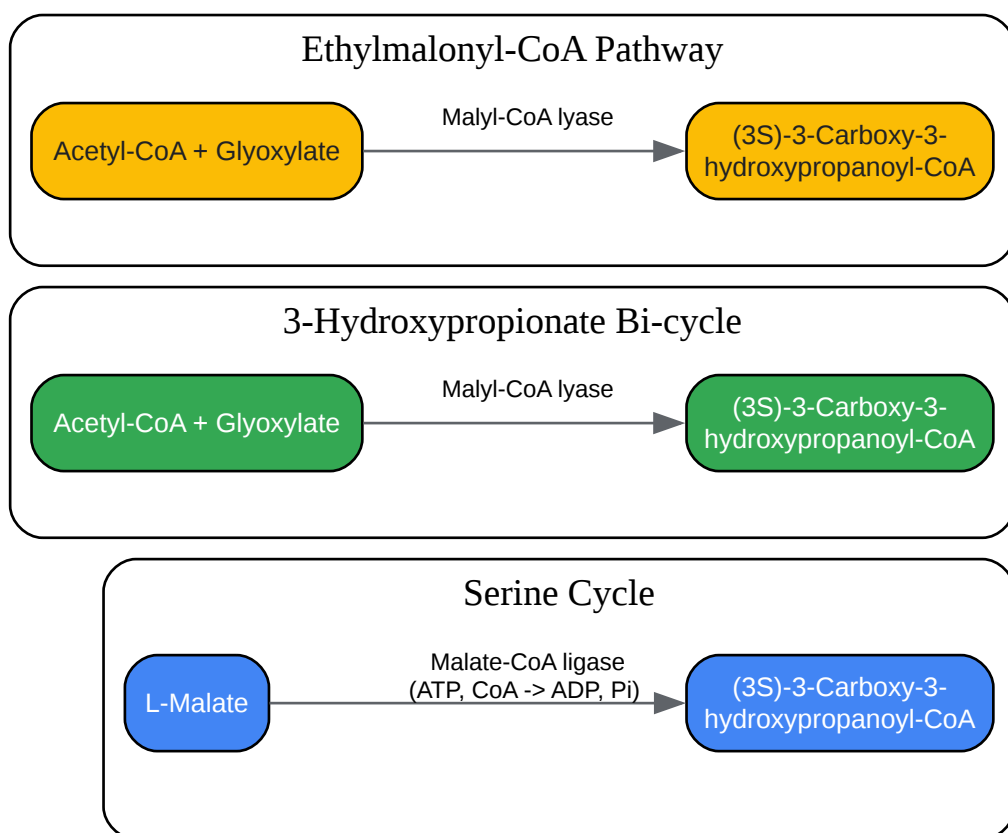 Ethylmalonyl-CoA Pathway
Acetyl-CoA + Glyoxylate
Malyl-CoA lyase
(3S)-3-Carboxy-3-
hydroxypropanoyl-CoA
3-Hydroxypropionate Bi-cycle
Acetyl-CoA + Glyoxylate
Malyl-CoA lyase
(3S)-3-Carboxy-3-
hydroxypropanoyl-CoA
Serine Cycle
L-Malate
Malate-CoA ligase
(ATP, CoA -> ADP, Pi)
(3S)-3-Carboxy-3-
hydroxypropanoyl-CoA